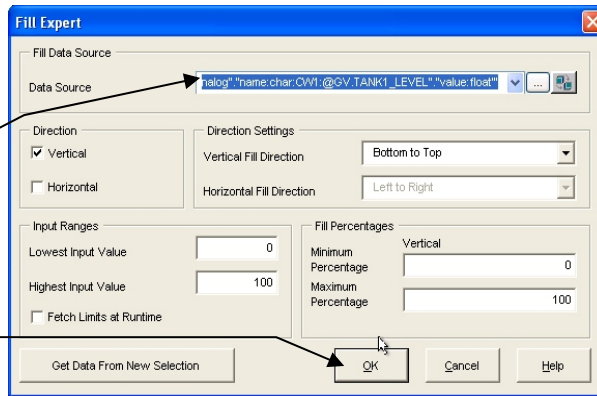 Fill Expert
Fill Data Source
Data Source
nalog"."name:char:CW1:@GV.TANK1_LEVEL"."value:float"'
...
Direction
Vertical
Horizontal
Direction Settings
Vertical Fill Direction
Bottom to Top
Horizontal Fill Direction
Left to Right
Input Ranges
Lowest Input Value
0
Highest Input Value
100
Fetch Limits at Runtime
Fill Percentages
Vertical
Minimum
Percentage
0
Maximum
Percentage
100
Get Data From New Selection
OK
Cancel
Help